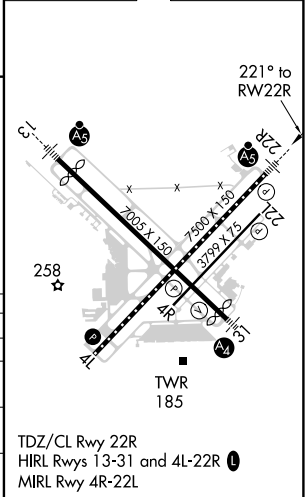 221° to
RW22R
13
A5
A5
22R
P
X X X
7005 X 150
7500 X 150
22L
P
3799 X 75
258
P
4R
V
31
P
4L
A4
TWR
185
TDZ/CL Rwy 22R
HIRL Rwys 13-31 and 4L-22R L
MIRL Rwy 4R-22L